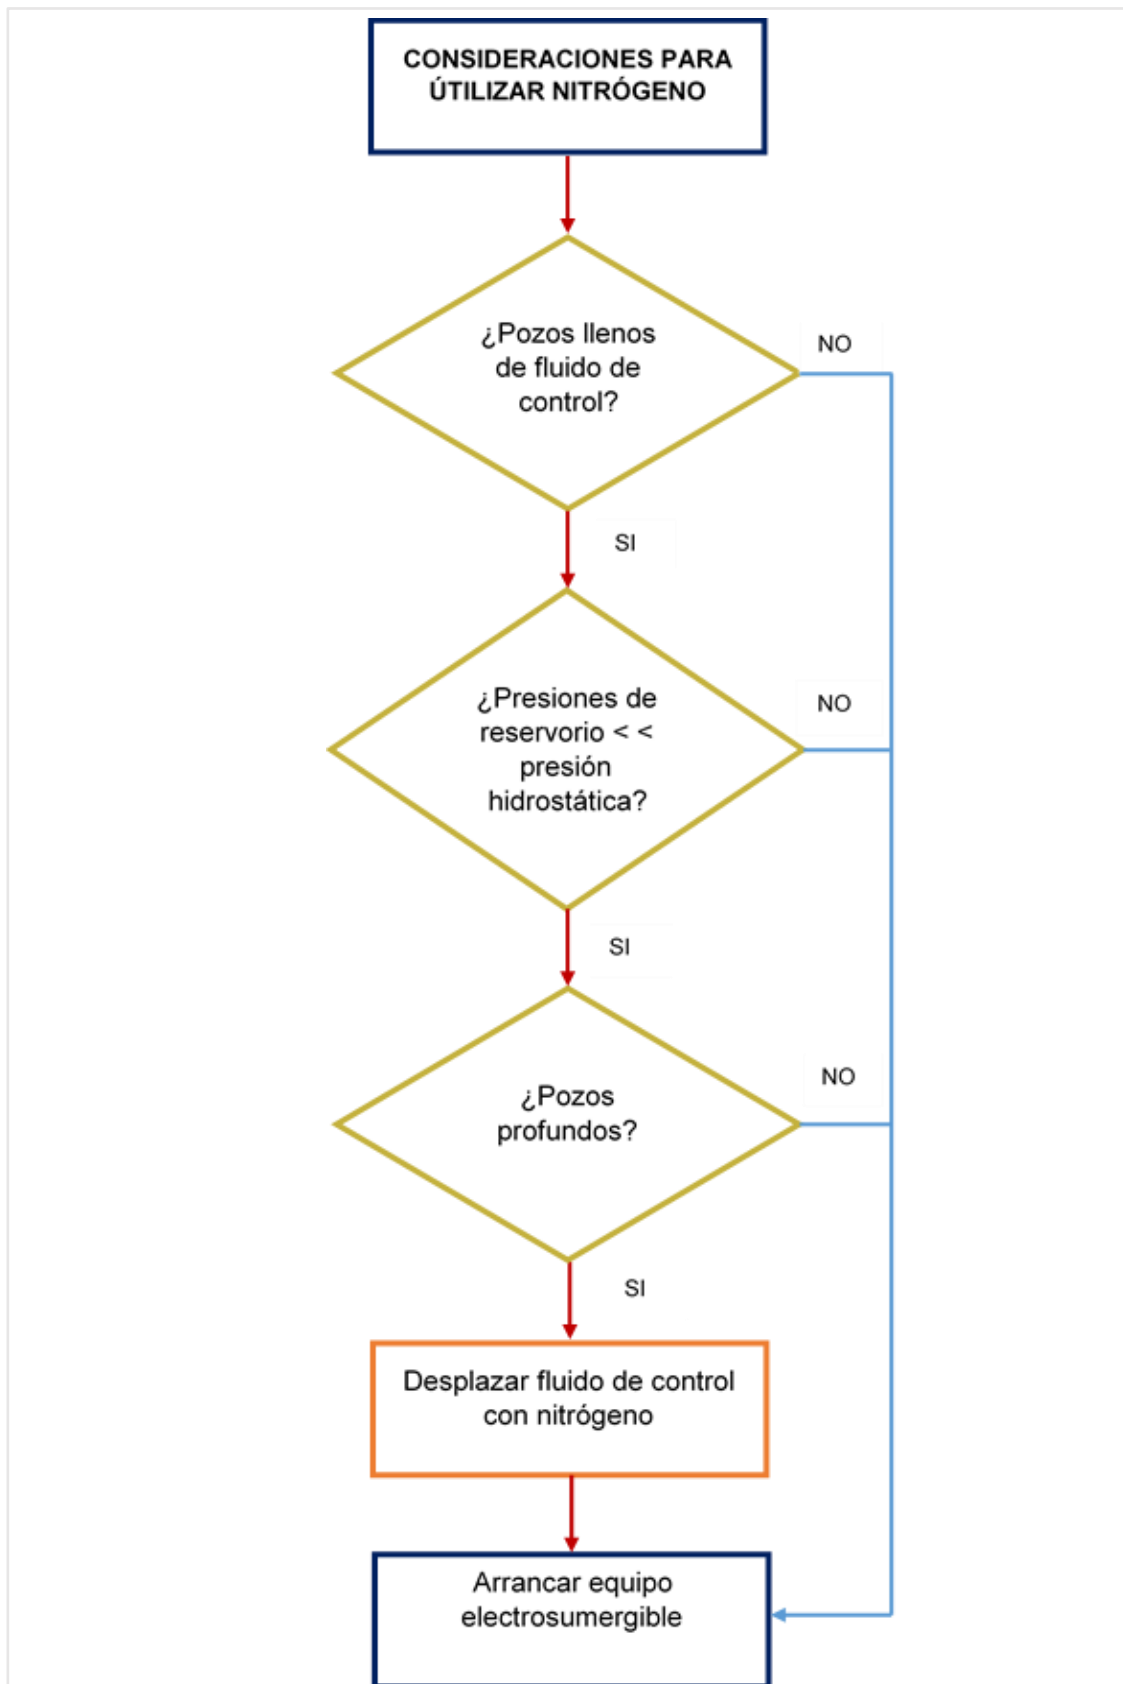 CONSIDERACIONES PARA
ÚTILIZAR NITRÓGENO
¿Pozos llenos
de fluido de
control?
NO
SI
¿Presiones de
reservorio < <
presión
hidrostática?
NO
SI
¿Pozos
profundos?
NO
SI
Desplazar fluido de control
con nitrógeno
Arrancar equipo
electrosumergible